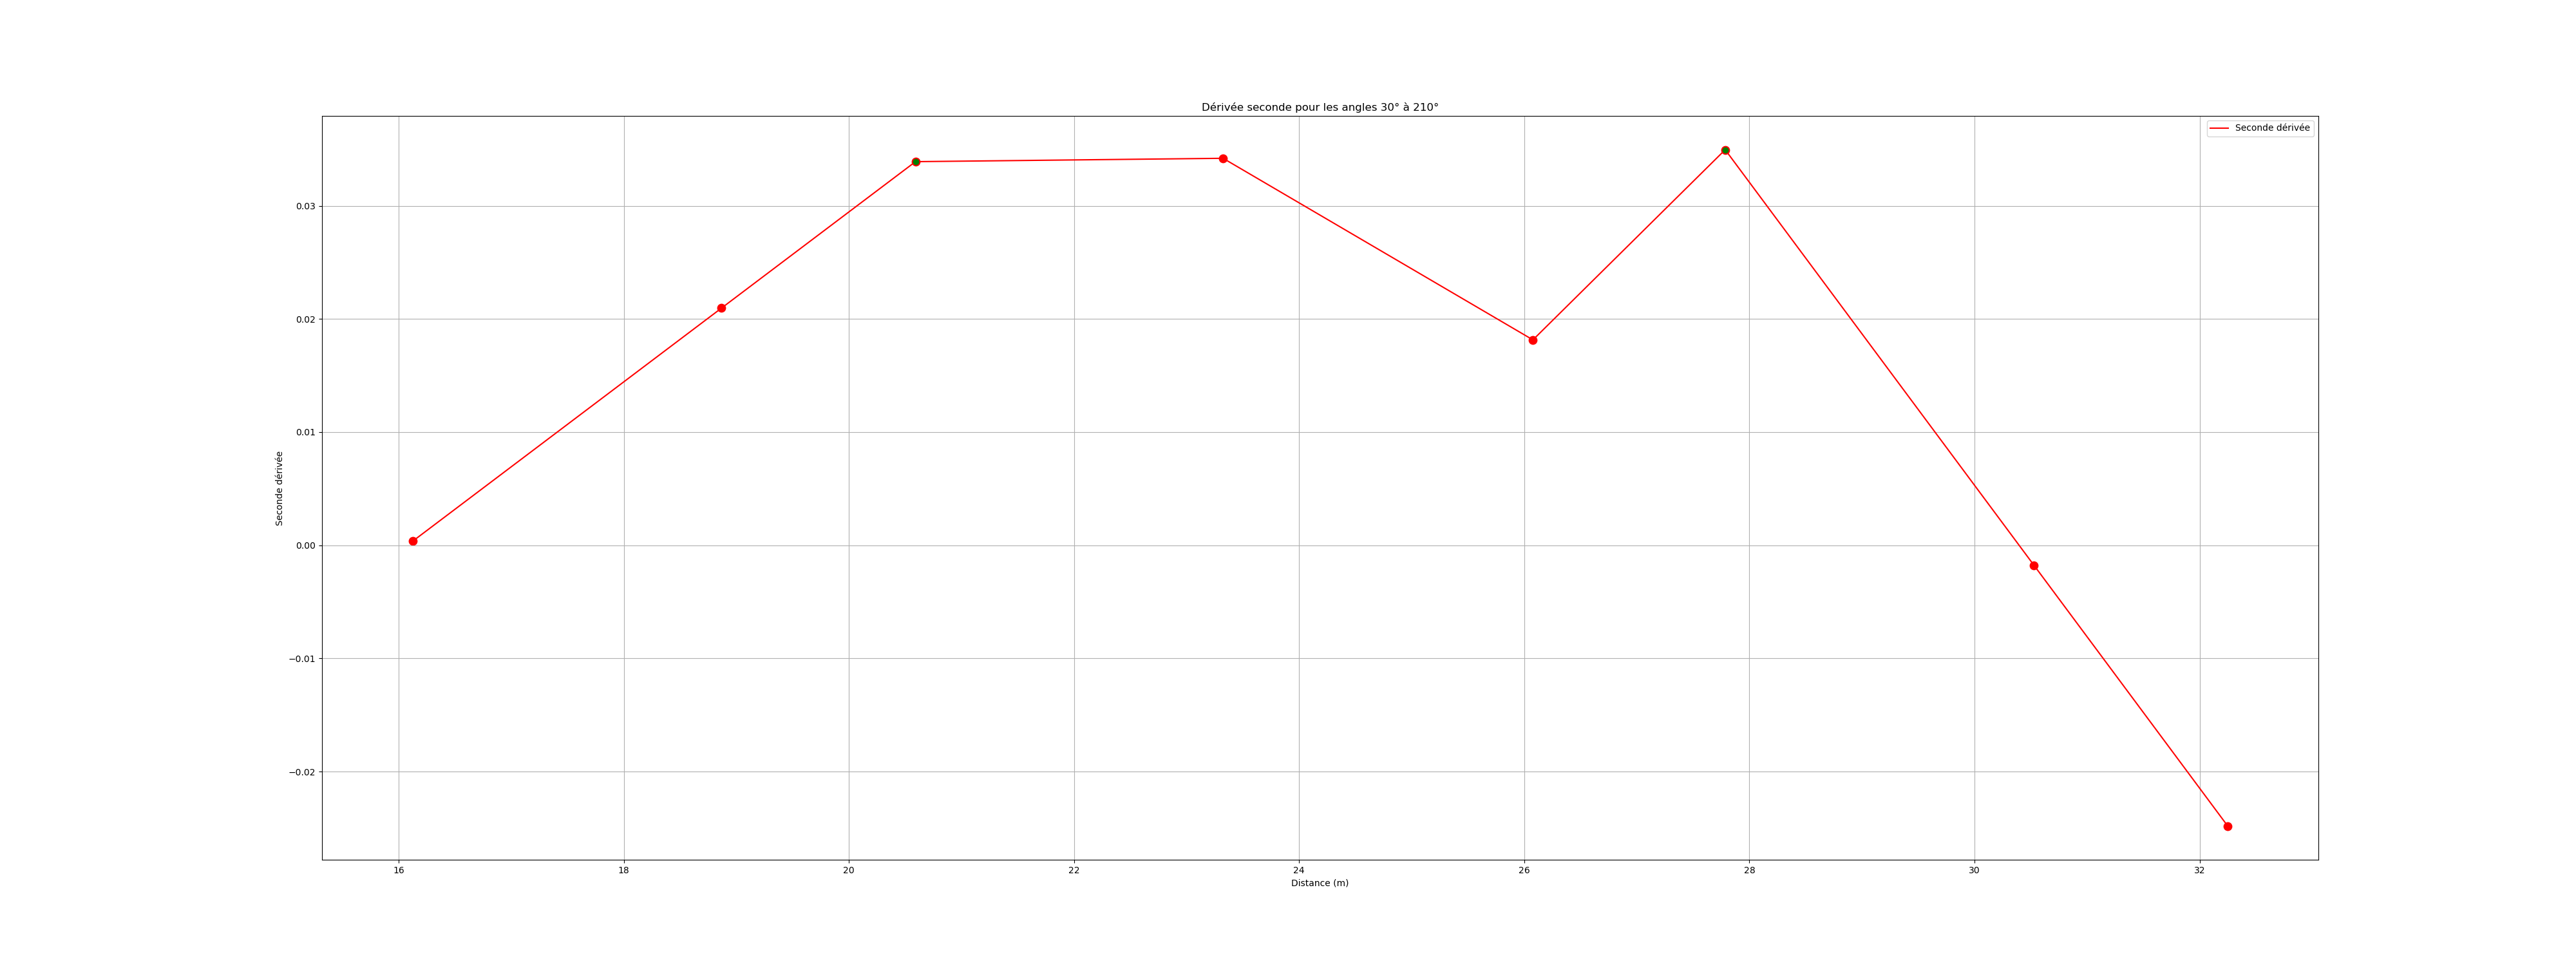 Dérivée seconde pour les angles 30° à 210°
Seconde dérivée
0.03
0.02
0.01
0.00
−0.01
−0.02
Seconde dérivée
16 18 20 22 24 26 28 30 32
Distance (m)